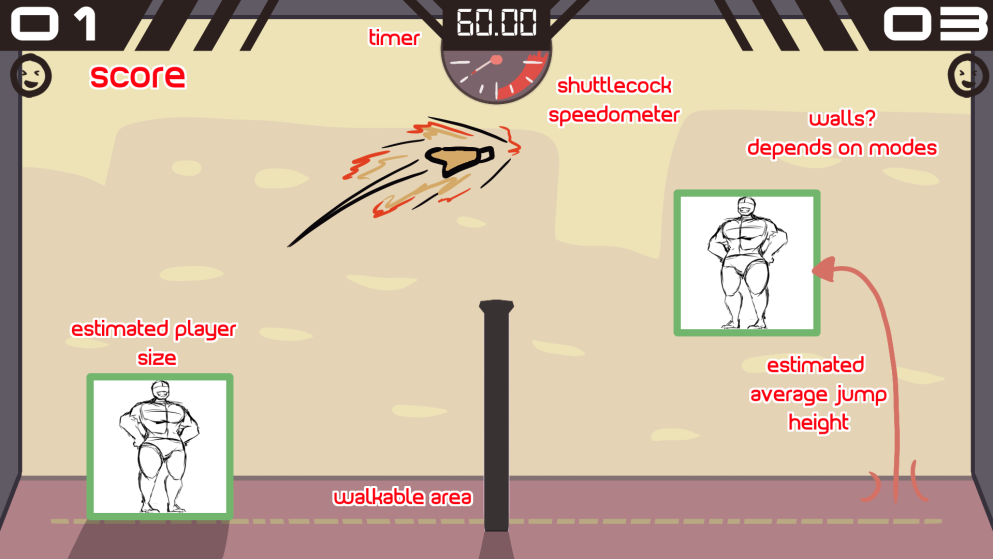 01
60.00
03
timer
score
shuttlecock
speedometer
walls?
depends on modes
estimated player
size
estimated
average jump
height
walkable area